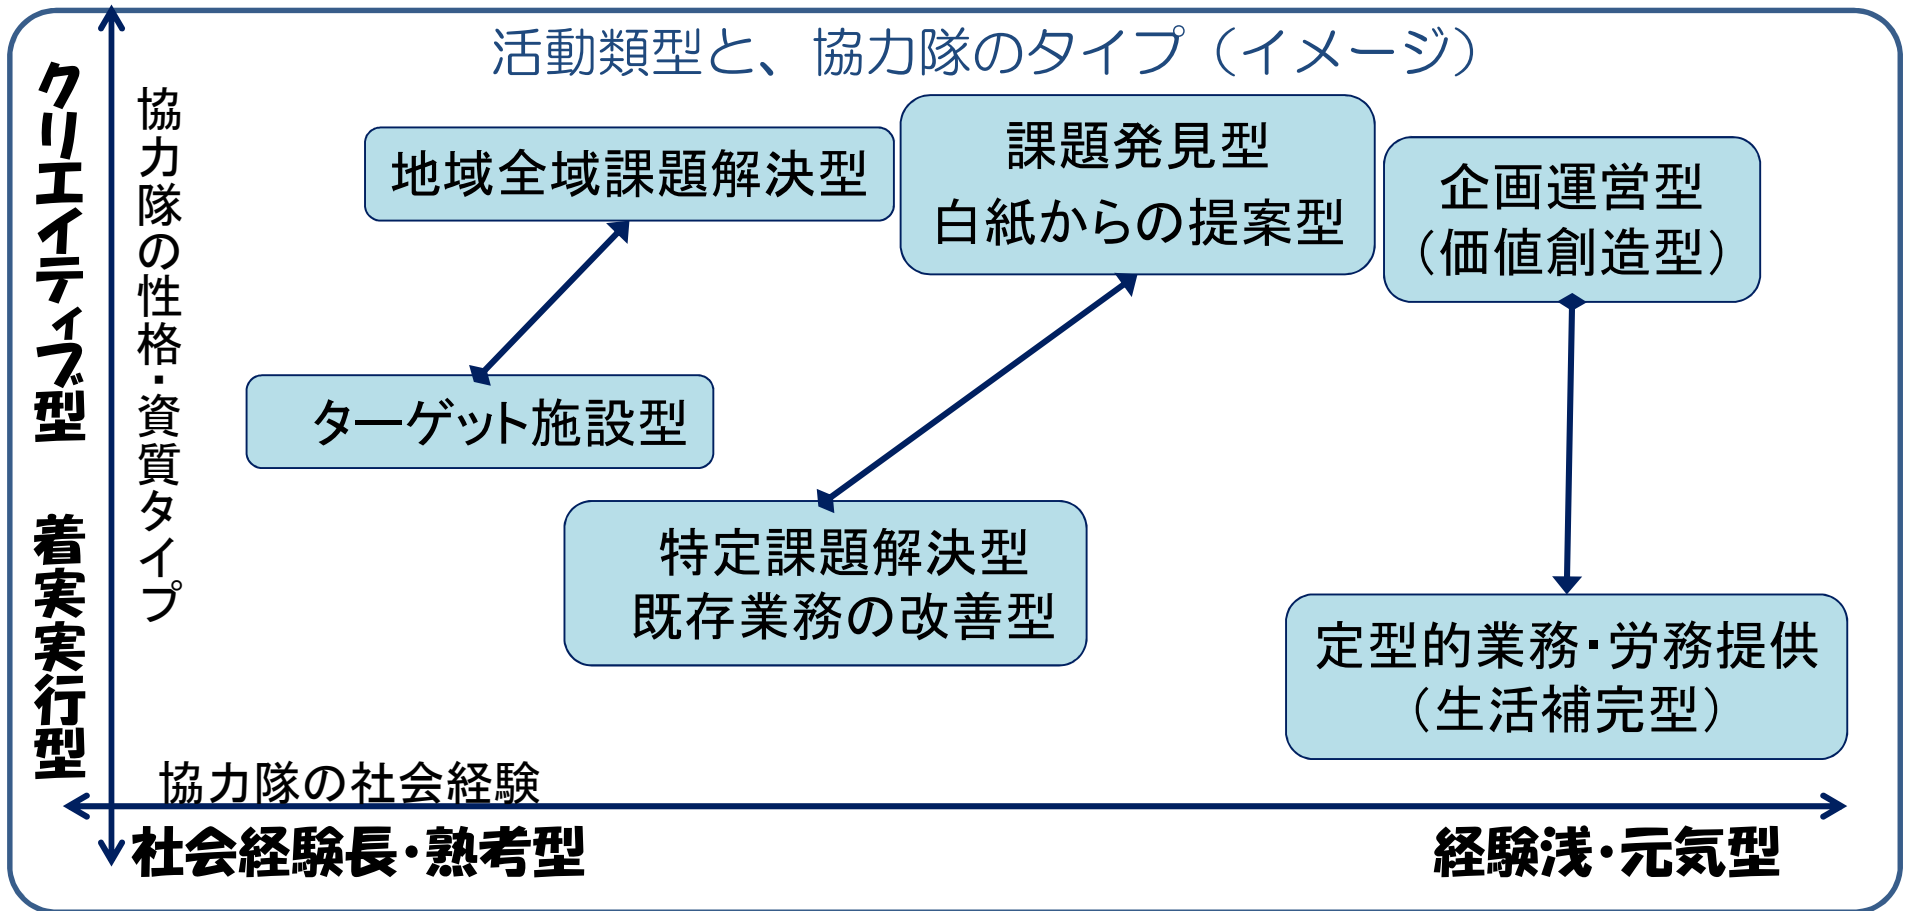 活動類型と、協力隊のタイプ（イメージ）
クリエイティブ型　着実実行型
協力隊の性格・資質タイプ
地域全域課題解決型
課題発見型
白紙からの提案型
企画運営型
（価値創造型）
ターゲット施設型
特定課題解決型
既存業務の改善型
定型的業務・労務提供
（生活補完型）
協力隊の社会経験
社会経験長・熟考型
経験浅・元気型